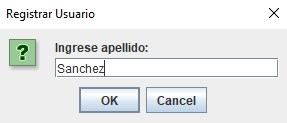 Registrar Usuario
Ingrese apellido:
Sanchez
OK Cancel